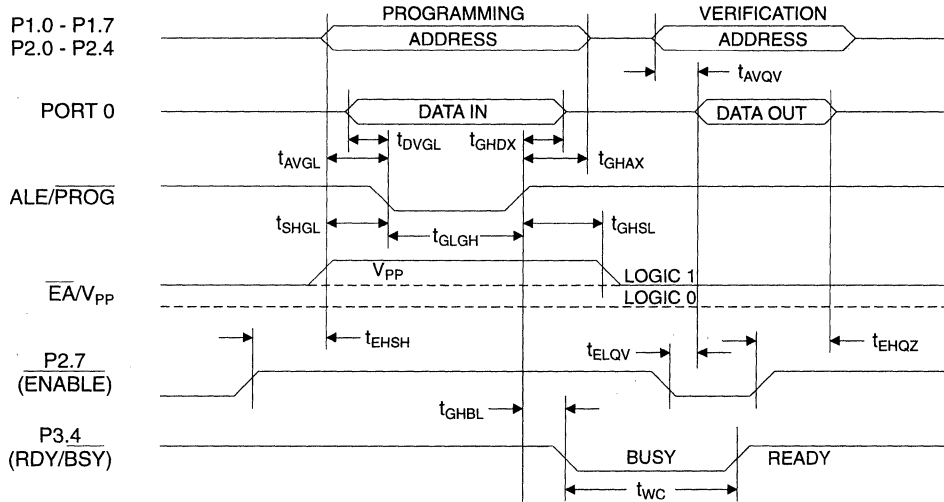 PROGRAMMING
VERIFICATION
P1.0 - P1.7
P2.0 - P2.4
ADDRESS
ADDRESS
tAVQV
PORT 0
DATA IN
DATA OUT
tDVGL
tGHDX
tAVGL
tGHAX
ALE/PROG
tSHGL
tGLGH
tGHSL
VPP
LOGIC 1
EA/VPP
LOGIC 0
tEHSH
tELQV
tEHQZ
P2.7
(ENABLE)
tGHBL
P3.4
(RDY/BSY)
BUSY
READY
tWC